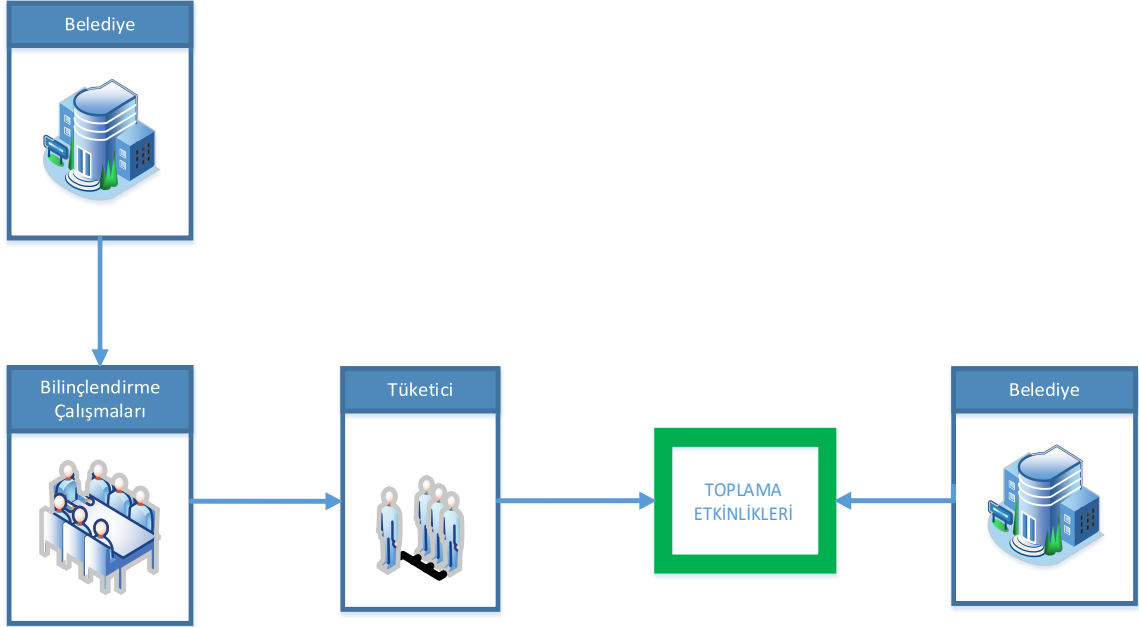 Belediye
Bilinçlendirme
Çalışmaları
Tüketici
TOPLAMA
ETKİNLİKLERİ
Belediye